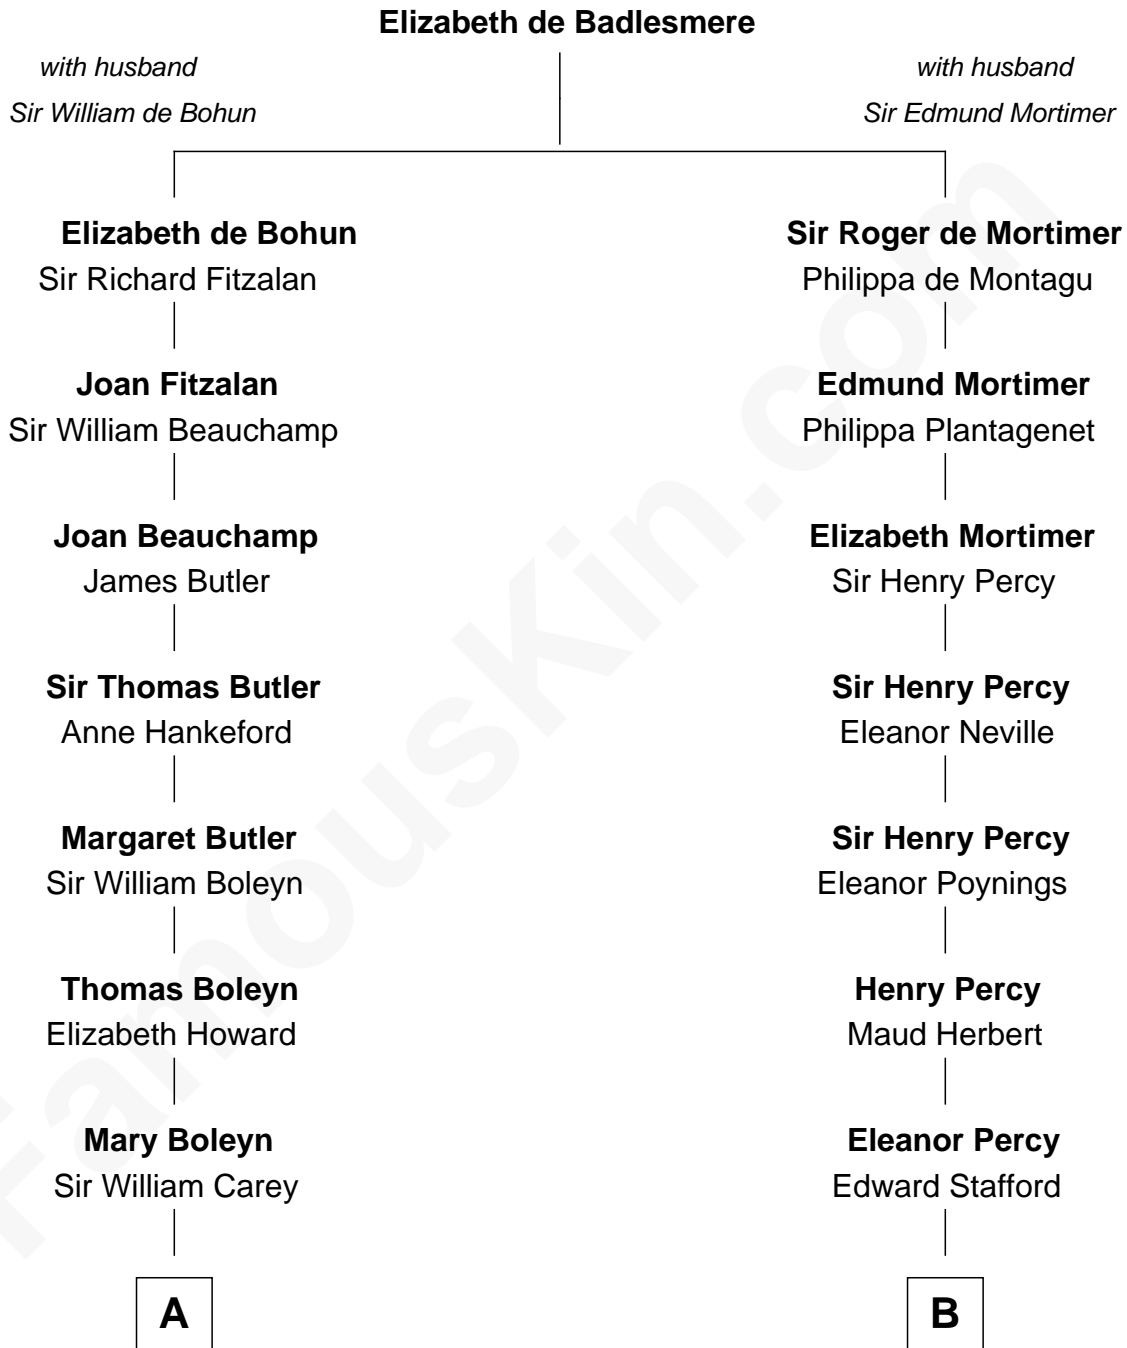 Elizabeth de Badlesmere
with husband
Sir William de Bohun
with husband
Sir Edmund Mortimer
Elizabeth de Bohun
Sir Richard Fitzalan
Sir Roger de Mortimer
Philippa de Montagu
Joan Fitzalan
Sir William Beauchamp
Edmund Mortimer
Philippa Plantagenet
Joan Beauchamp
James Butler
Elizabeth Mortimer
Sir Henry Percy
Sir Thomas Butler
Anne Hankeford
Sir Henry Percy
Eleanor Neville
Margaret Butler
Sir William Boleyn
Sir Henry Percy
Eleanor Poynings
Thomas Boleyn
Elizabeth Howard
Henry Percy
Maud Herbert
Mary Boleyn
Sir William Carey
Eleanor Percy
Edward Stafford
A
B
FamousKin.com